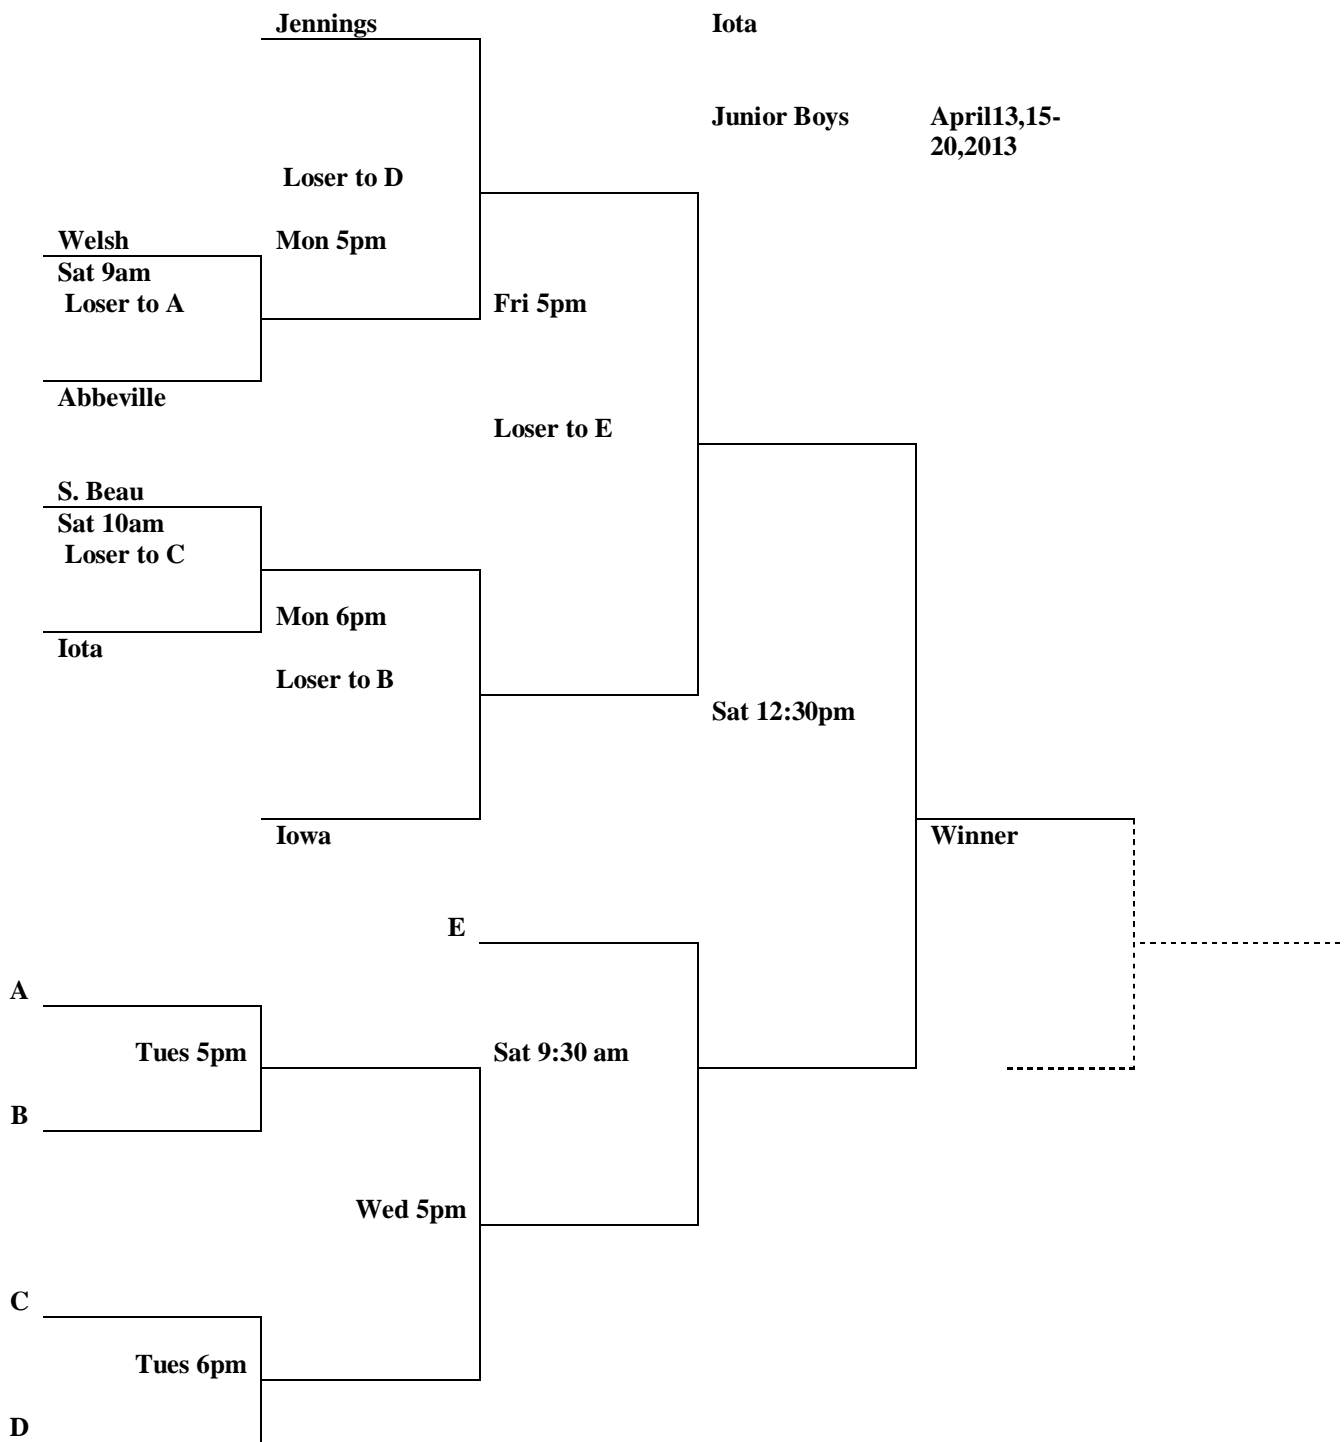 Jennings
Iota
Junior Boys
April13,15-
20,2013
Loser to D
Welsh
Mon 5pm
Sat 9am
Loser to A
Fri 5pm
Abbeville
Loser to E
S. Beau
Sat 10am
Loser to C
Mon 6pm
Iota
Loser to B
Sat 12:30pm
Iowa
Winner
E
A
Tues 5pm
Sat 9:30 am
B
Wed 5pm
C
Tues 6pm
D